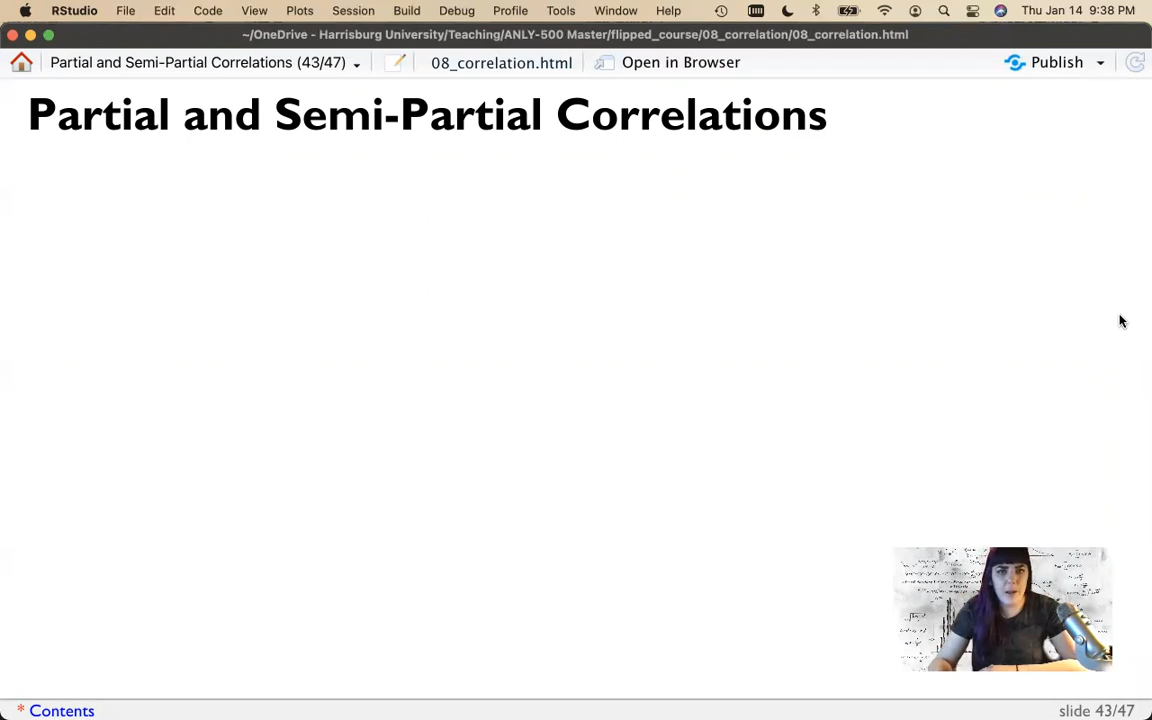 RStudio File Edit Code View Plots Session Build Debug Profile Tools Window Help Thu Jan 14 9:38 PM
~/OneDrive - Harrisburg University/Teaching/ANLY-500 Master/flipped_course/08_correlation/08_correlation.html
Partial and Semi-Partial Correlations (43/47) 08_correlation.html Open in Browser Publish
Partial and Semi-Partial Correlations
* Contents slide 43/47